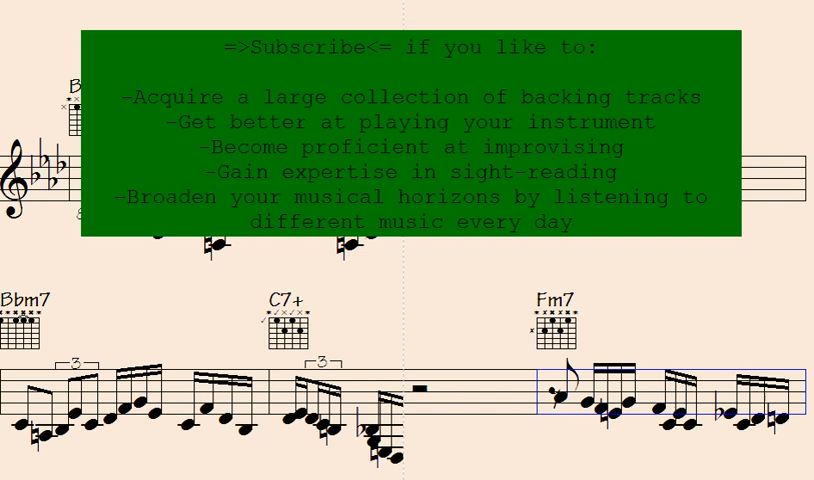 =>Subscribe<= if you like to:
-Acquire a large collection of backing tracks
-Get better at playing your instrument
-Become proficient at improvising
-Gain expertise in sight-reading
-Broaden your musical horizons by listening to
different music every day
B
Bbm7 C7+ Fm7
3 3